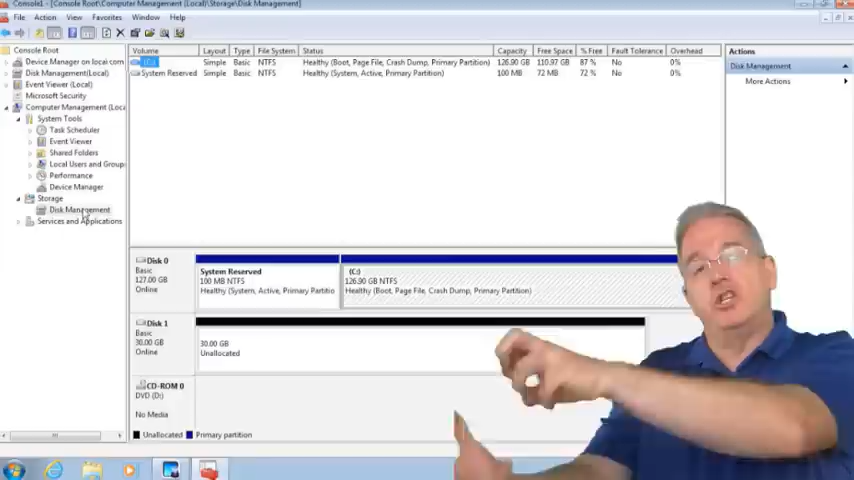 Console1 - [Console Root\Computer Management (Local)\Storage\Disk Management]
File Action View Favorites Window Help
Console Root
Device Manager on local com
Disk Management(Local)
Event Viewer (Local)
Microsoft Security
Computer Management (Loca
System Tools
Task Scheduler
Event Viewer
Shared Folders
Local Users and Groups
Performance
Device Manager
Storage
Disk Management
Services and Applications
Volume Layout Type File System Status Capacity Free Space % Free Fault Tolerance Overhead
(C:) Simple Basic NTFS Healthy (Boot, Page File, Crash Dump, Primary Partition) 126.90 GB 110.97 GB 87 % No 0%
System Reserved Simple Basic NTFS Healthy (System, Active, Primary Partition) 100 MB 72 MB 72 % No 0%
Disk 0
Basic
127.00 GB
Online
System Reserved
100 MB NTFS
Healthy (System, Active, Primary Partitio
(C:)
126.90 GB NTFS
Healthy (Boot, Page File, Crash Dump, Primary Partition)
Disk 1
Basic
30.00 GB
Online
30.00 GB
Unallocated
CD-ROM 0
DVD (D:)
No Media
Unallocated Primary partition
Actions
Disk Management
More Actions